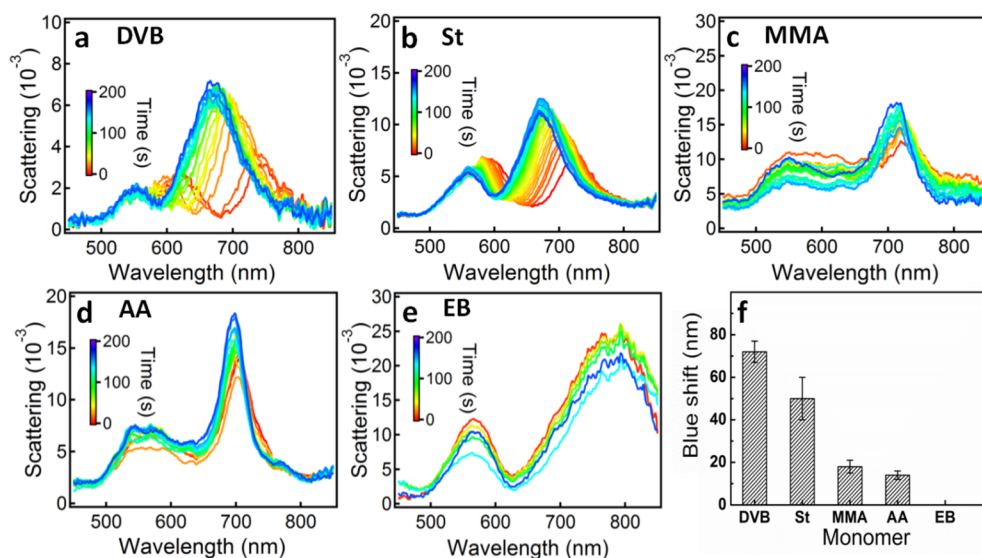 a DVB
Scattering (10⁻³)
10
8
6
4
2
0
200
100
0
Time (s)
500 600 700 800
Wavelength (nm)
b St
Scattering (10⁻³)
20
15
10
5
0
200
100
0
Time (s)
500 600 700 800
Wavelength (nm)
c MMA
Scattering (10⁻³)
30
25
20
15
10
5
0
200
100
0
Time (s)
500 600 700 800
Wavelength (nm)
d AA
Scattering (10⁻³)
20
15
10
5
0
200
100
0
Time (s)
500 600 700 800
Wavelength (nm)
e EB
Scattering (10⁻³)
30
25
20
15
10
5
0
200
100
0
Time (s)
500 600 700 800
Wavelength (nm)
f
Blue shift (nm)
80
60
40
20
0
DVB St MMA AA EB
Monomer